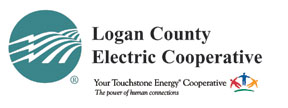 Logan County
Electric Cooperative
®
Your Touchstone Energy® Cooperative
The power of human connections